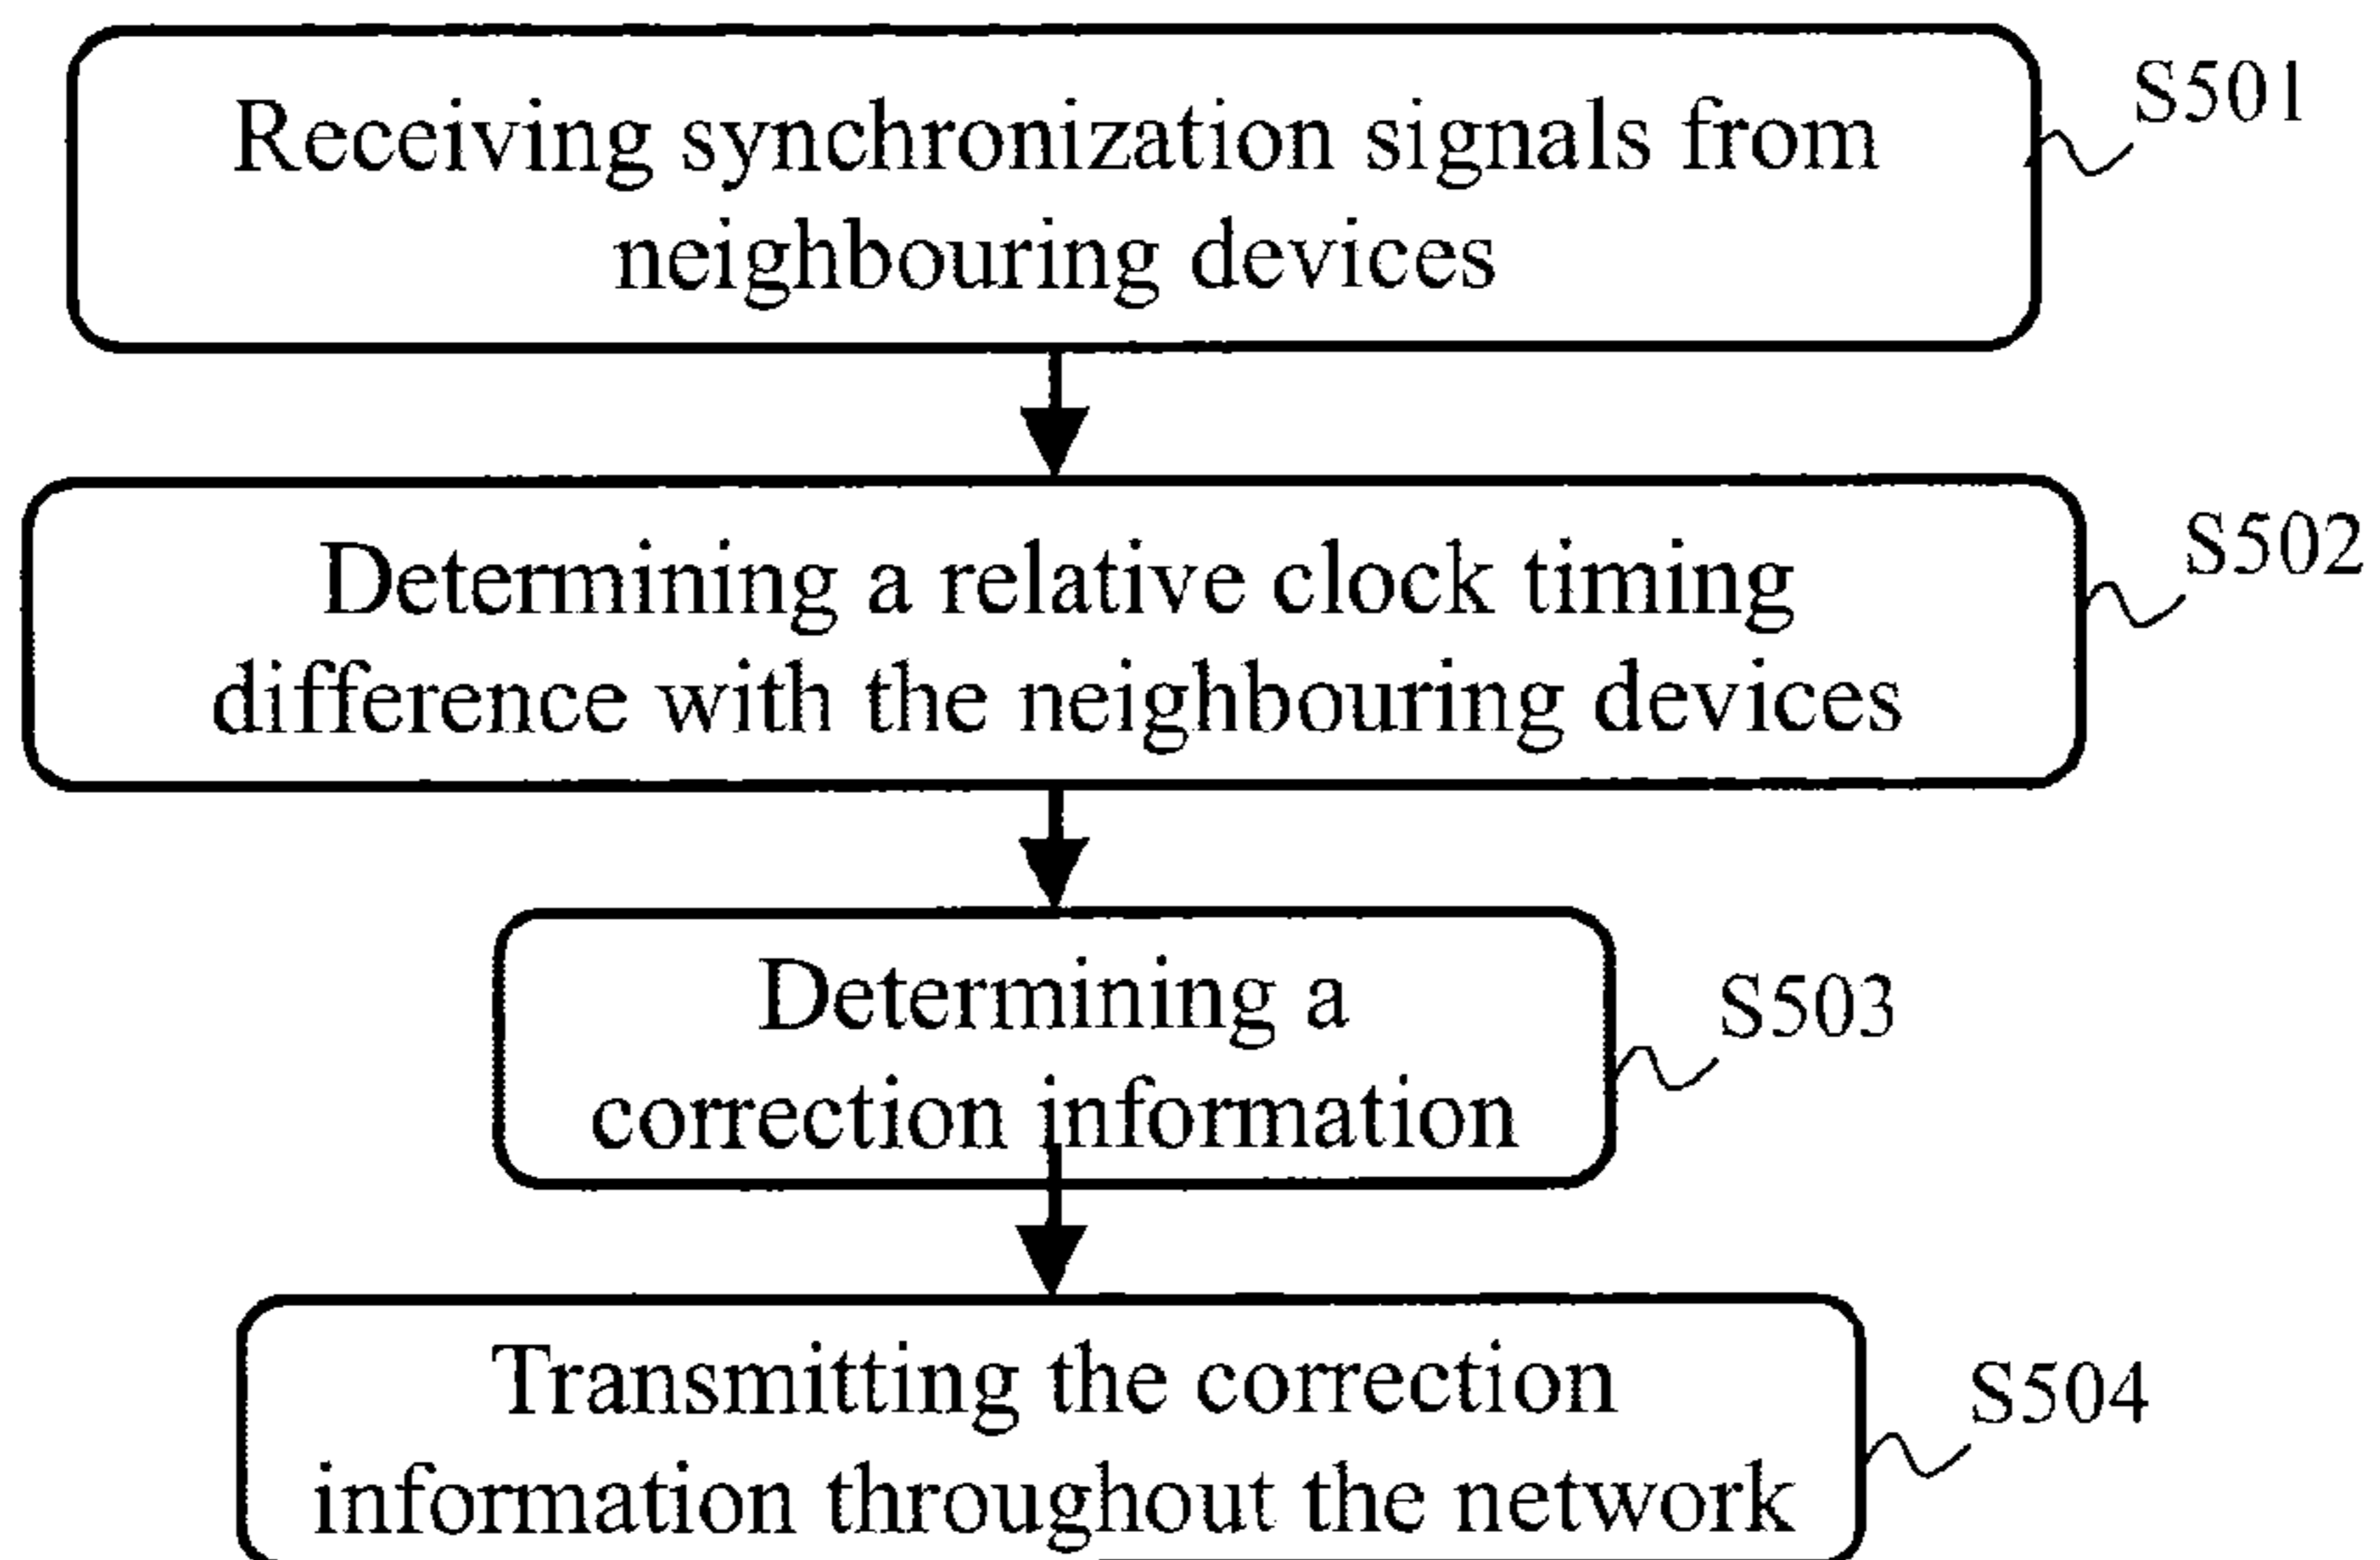 Receiving synchronization signals from
neighbouring devices
S501
Determining a relative clock timing
difference with the neighbouring devices
S502
Determining a
correction information
S503
Transmitting the correction
information throughout the network
S504